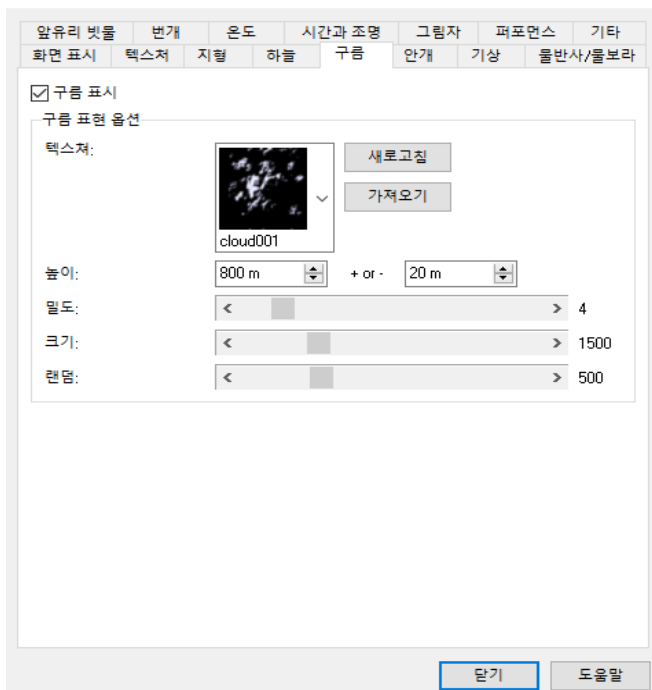 앞유리 빗물 번개 온도 시간과 조명 그림자 퍼포먼스 기타
화면 표시 텍스처 지형 하늘 구름 안개 기상 물반사/물보라
구름 표시
구름 표현 옵션
텍스쳐:
새로고침
가져오기
cloud001
높이: 800 m + or - 20 m
밀도: 4
크기: 1500
랜덤: 500
닫기 도움말